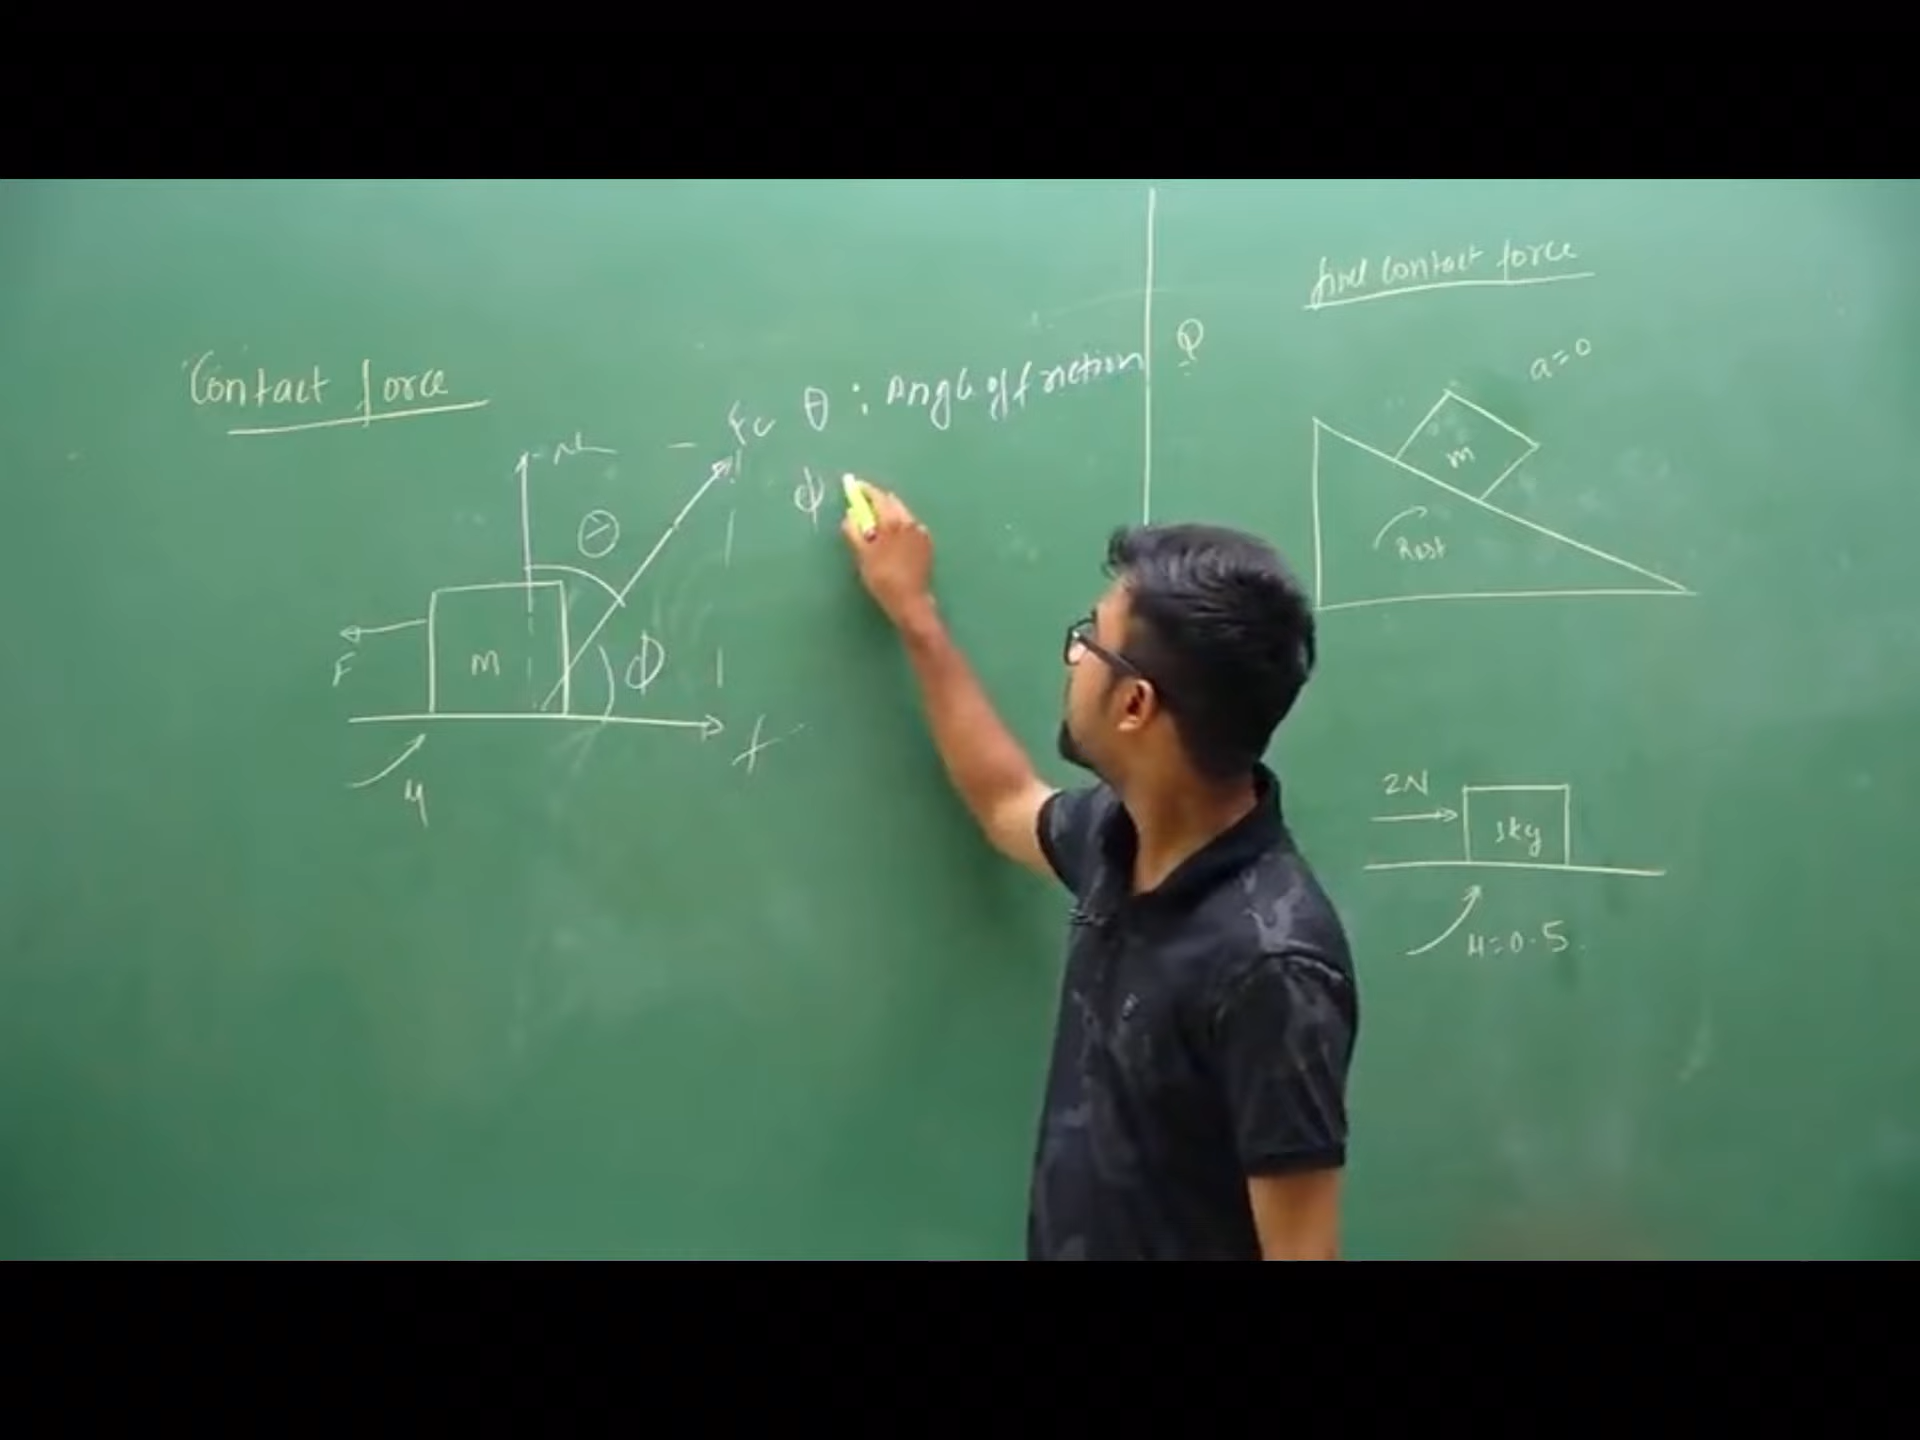 Contact force
Fc
θ : Angle of friction
ϕ
N
θ
F
m
ϕ
f
μ
Q
find contact force
a=0
m
Rest
2N
1kg
μ=0.5